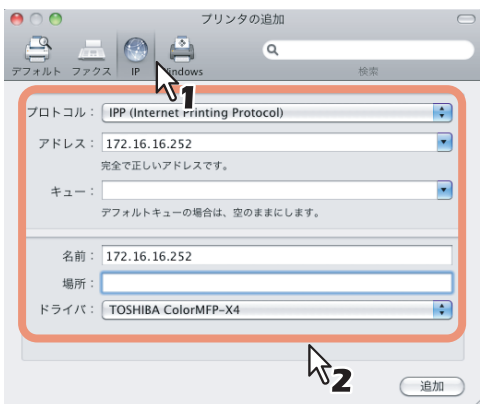 プリンタの追加
デフォルト ファクス IP Windows 検索
1
プロトコル： IPP (Internet Printing Protocol)
アドレス： 172.16.16.252
完全で正しいアドレスです。
キュー：
デフォルトキューの場合は、空のままにします。
名前： 172.16.16.252
場所：
ドライバ： TOSHIBA ColorMFP-X4
2
追加